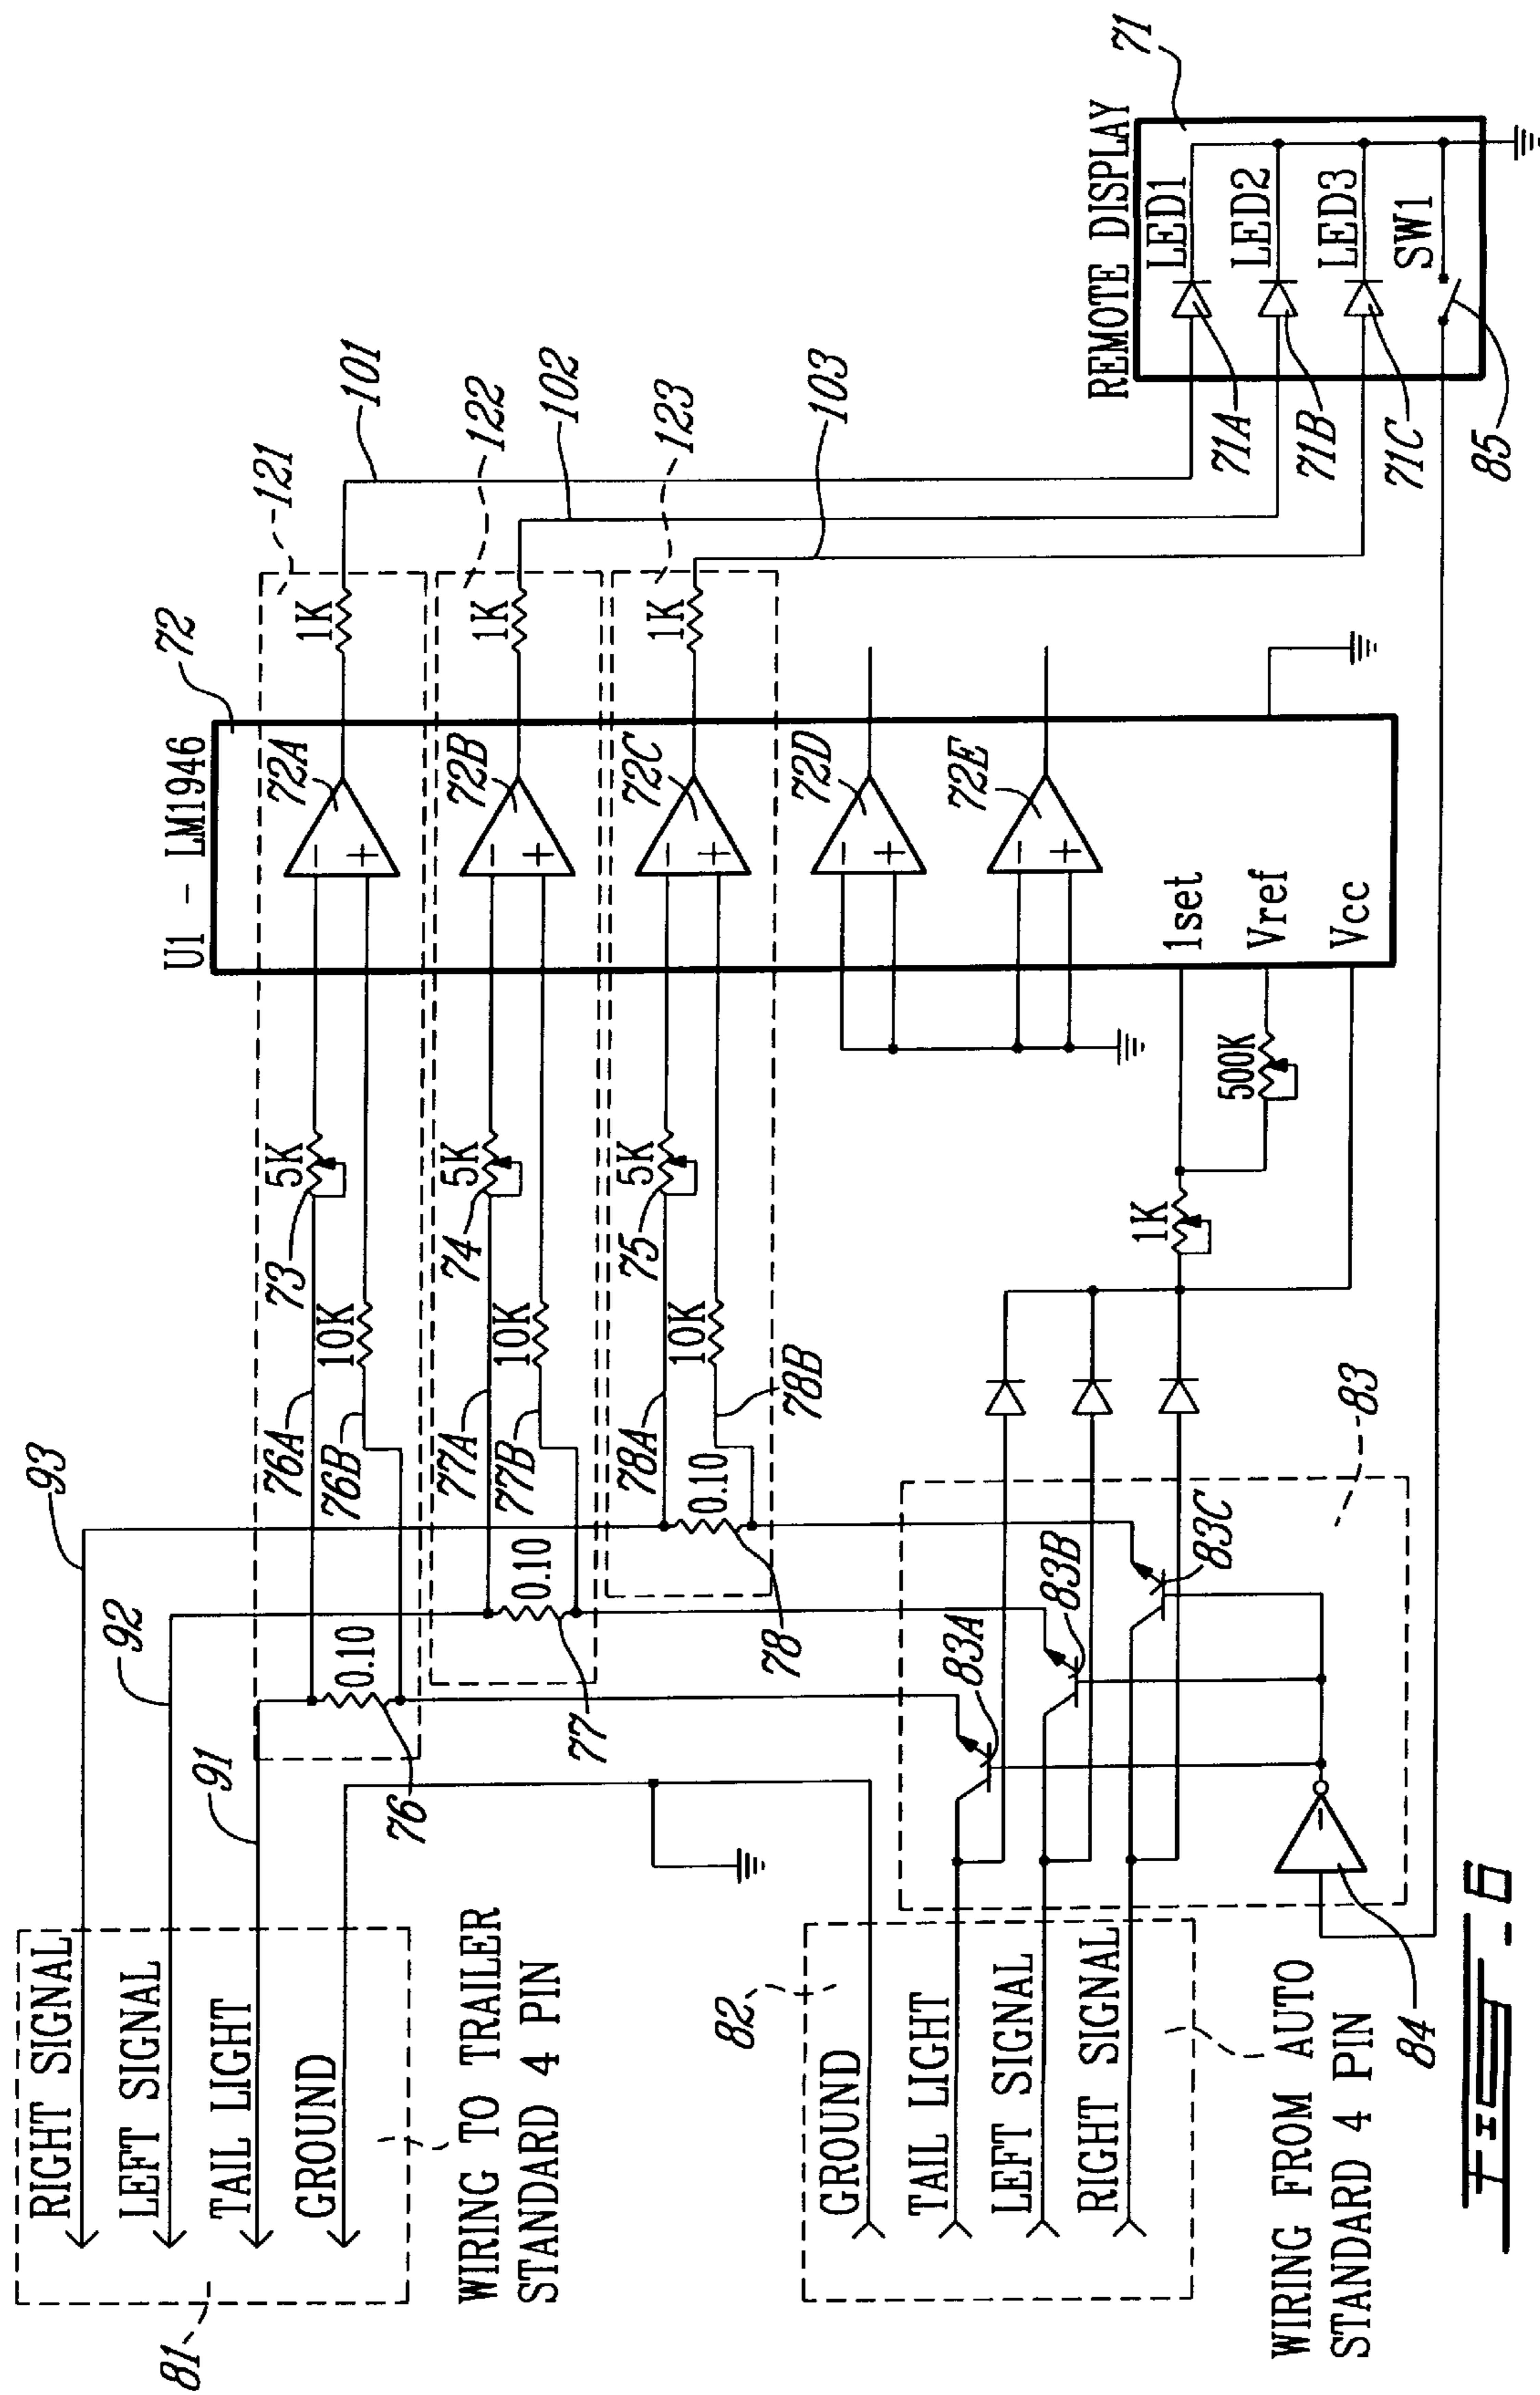 81
RIGHT SIGNAL
LEFT SIGNAL
TAIL LIGHT
GROUND
WIRING TO TRAILER
STANDARD 4 PIN
93
92
91
82
GROUND
TAIL LIGHT
LEFT SIGNAL
RIGHT SIGNAL
WIRING FROM AUTO
STANDARD 4 PIN
84
83
83A
83B
83C
76
0.10
77
0.10
78
0.10
76A
76B
77A
77B
78A
78B
10K
10K
10K
73
5K
74
5K
75
5K
1K
500K
U1 - LM1946
72
72A
72B
72C
72D
72E
- +
- +
- +
- +
- +
1set
Vref
Vcc
121
122
123
1K
1K
1K
101
102
103
REMOTE DISPLAY
71
LED1
LED2
LED3
SW1
71A
71B
71C
85
FIG-6